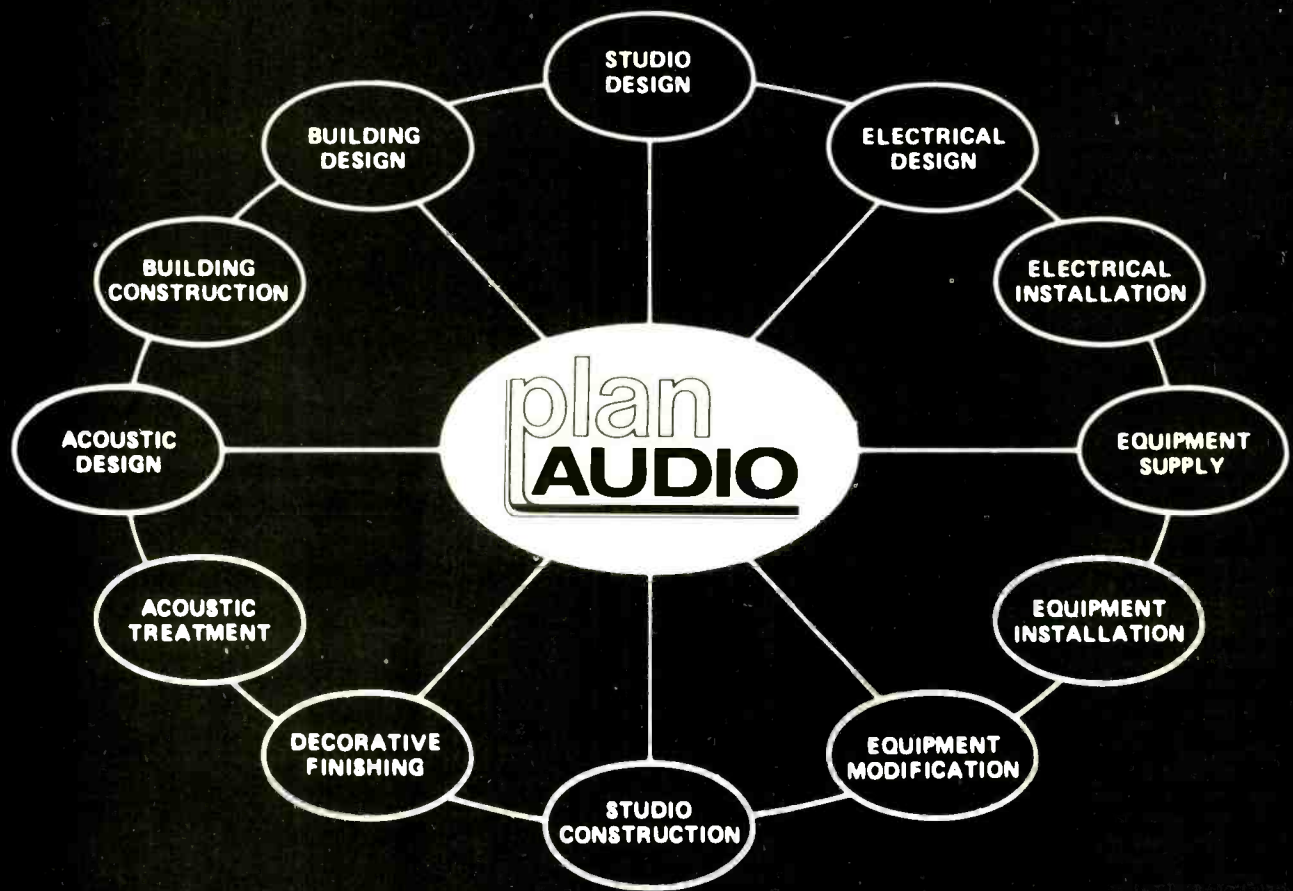 STUDIO
DESIGN
BUILDING
DESIGN
ELECTRICAL
DESIGN
BUILDING
CONSTRUCTION
ELECTRICAL
INSTALLATION
plan
AUDIO
ACOUSTIC
DESIGN
EQUIPMENT
SUPPLY
ACOUSTIC
TREATMENT
EQUIPMENT
INSTALLATION
DECORATIVE
FINISHING
EQUIPMENT
MODIFICATION
STUDIO
CONSTRUCTION